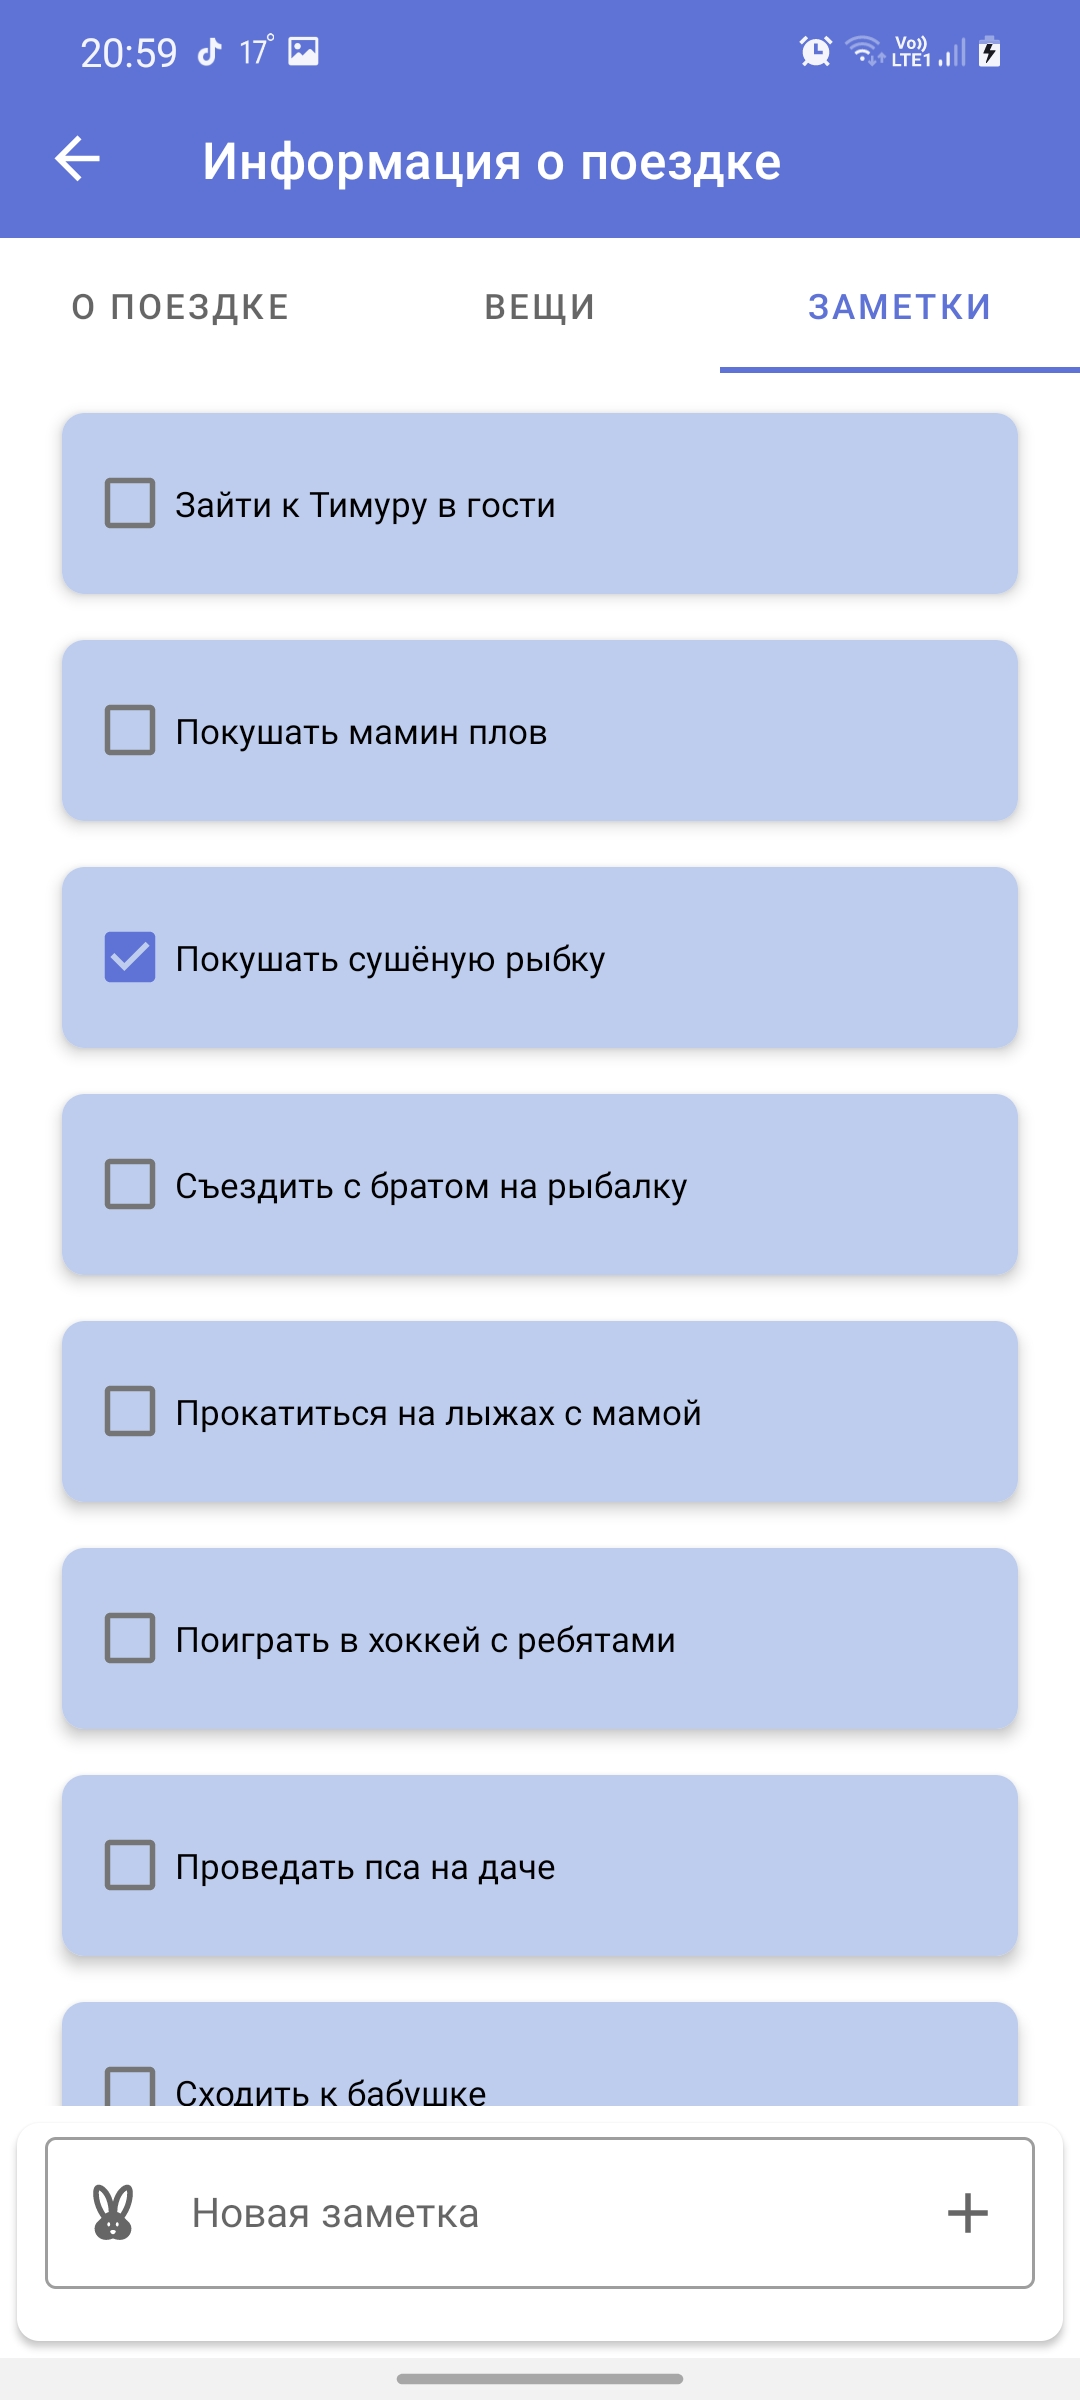 20:59 17° Vo)) LTE1
Информация о поездке
О ПОЕЗДКЕ ВЕЩИ ЗАМЕТКИ
Зайти к Тимуру в гости
Покушать мамин плов
Покушать сушёную рыбку
Съездить с братом на рыбалку
Прокатиться на лыжах с мамой
Поиграть в хоккей с ребятами
Проведать пса на даче
Сходить к бабушке
Новая заметка